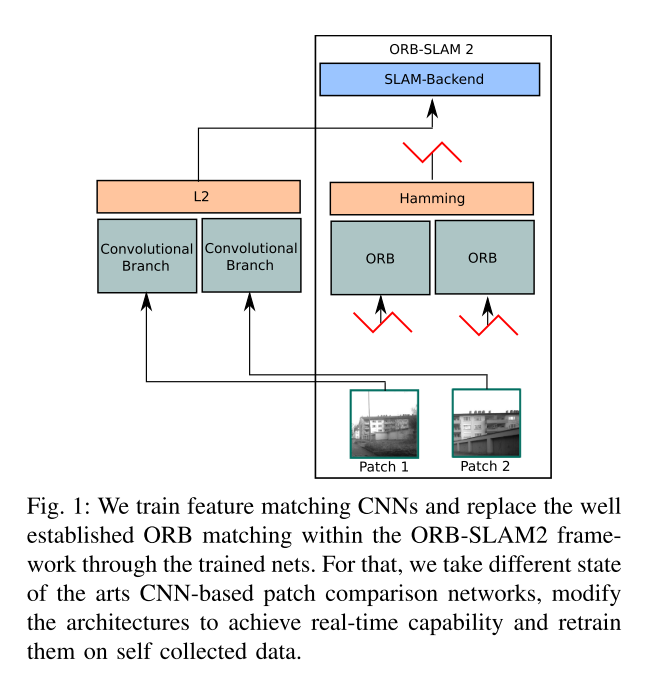 ORB-SLAM 2
SLAM-Backend
L2
Hamming
Convolutional
Branch
Convolutional
Branch
ORB
ORB
Patch 1
Patch 2
Fig. 1: We train feature matching CNNs and replace the well
established ORB matching within the ORB-SLAM2 frame-
work through the trained nets. For that, we take different state
of the arts CNN-based patch comparison networks, modify
the architectures to achieve real-time capability and retrain
them on self collected data.